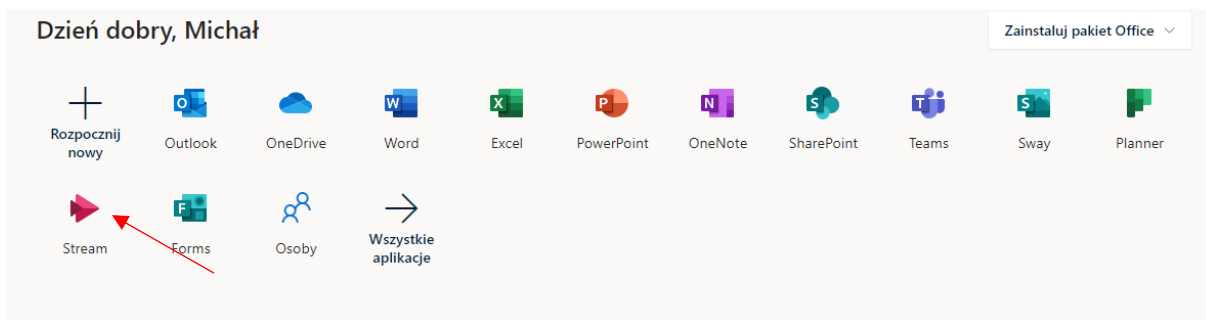 Dzień dobry, Michał
Zainstaluj pakiet Office
Rozpocznij
nowy
Outlook
OneDrive
Word
Excel
PowerPoint
OneNote
SharePoint
Teams
Sway
Planner
Stream
Forms
Osoby
Wszystkie
aplikacje